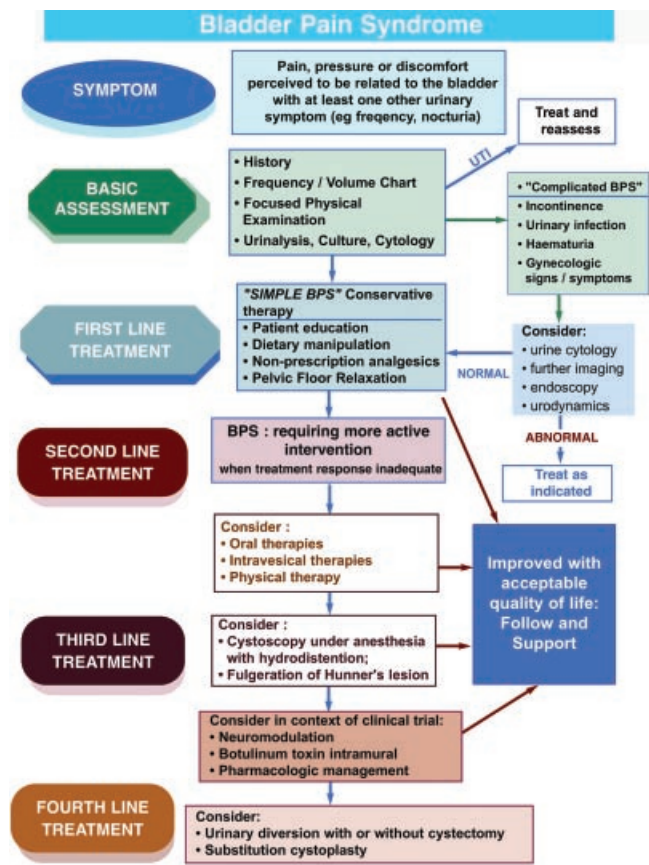 Bladder Pain Syndrome
SYMPTOM
Pain, pressure or discomfort
perceived to be related to the bladder
with at least one other urinary
symptom (eg freqency, nocturia)
Treat and
reassess
UTI
BASIC
ASSESSMENT
• History
• Frequency / Volume Chart
• Focused Physical
Examination
• Urinalysis, Culture, Cytology
• "Complicated BPS"
• Incontinence
• Urinary infection
• Haematuria
• Gynecologic
signs / symptoms
FIRST LINE
TREATMENT
"SIMPLE BPS" Conservative
therapy
• Patient education
• Dietary manipulation
• Non-prescription analgesics
• Pelvic Floor Relaxation
NORMAL
Consider:
• urine cytology
• further imaging
• endoscopy
• urodynamics
ABNORMAL
Treat as
indicated
SECOND LINE
TREATMENT
BPS : requiring more active
intervention
when treatment response inadequate
Consider :
• Oral therapies
• Intravesical therapies
• Physical therapy
Improved with
acceptable
quality of life:
Follow and
Support
THIRD LINE
TREATMENT
Consider :
• Cystoscopy under anesthesia
with hydrodistention;
• Fulgeration of Hunner's lesion
Consider in context of clinical trial:
• Neuromodulation
• Botulinum toxin intramural
• Pharmacologic management
FOURTH LINE
TREATMENT
Consider:
• Urinary diversion with or without cystectomy
• Substitution cystoplasty